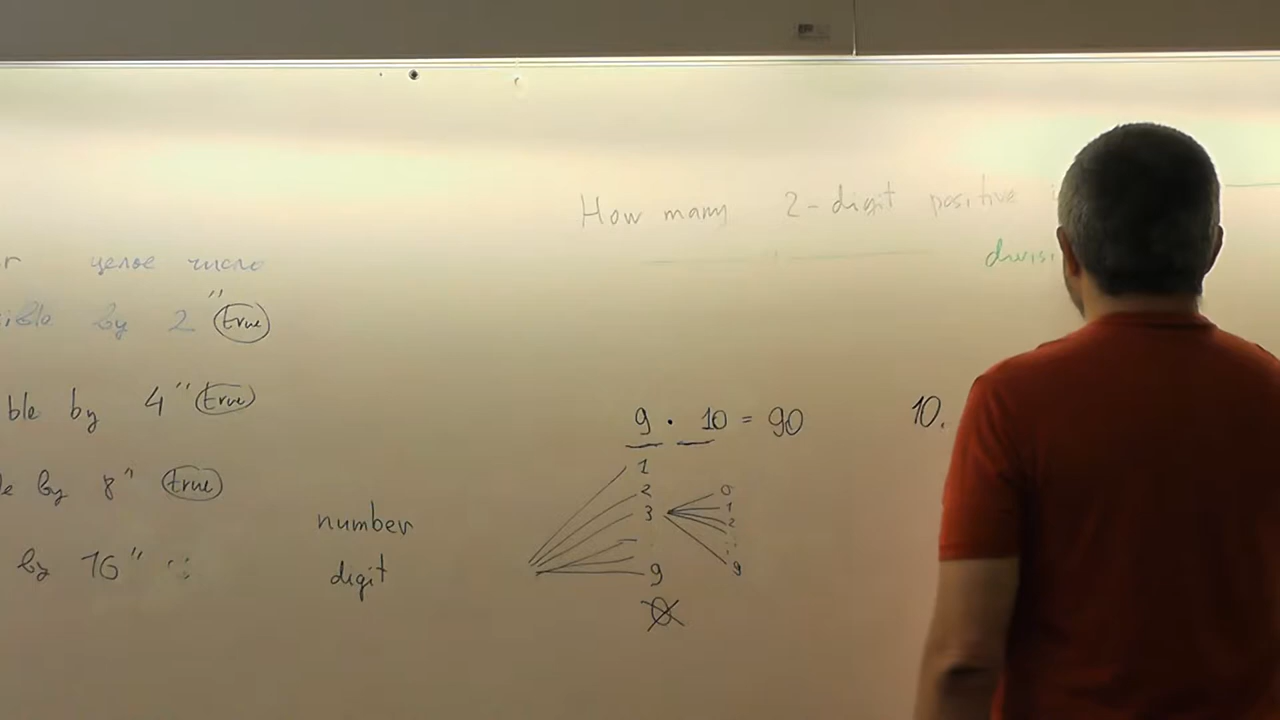 How many 2-digit positive
divisi
r целое число
ible by 2" true
ble by 4" true
e by 8" true
by 16"
number
digit
9 · 10 = 90
1
2
3
9
0
0
1
2
9
10.